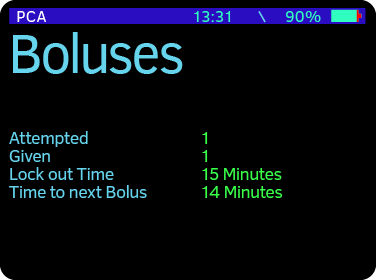 PCA 13:31 \ 90%
Boluses
Attempted 1
Given 1
Lock out Time 15 Minutes
Time to next Bolus 14 Minutes